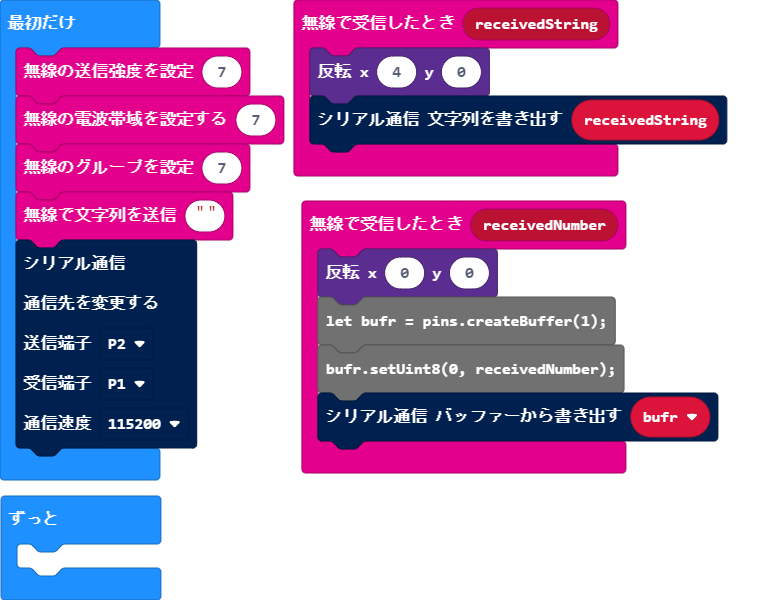 最初だけ
無線の送信強度を設定 7
無線の電波帯域を設定する 7
無線のグループを設定 7
無線で文字列を送信 " "
シリアル通信
通信先を変更する
送信端子 P2
受信端子 P1
通信速度 115200
ずっと
無線で受信したとき receivedString
反転 x 4 y 0
シリアル通信 文字列を書き出す receivedString
無線で受信したとき receivedNumber
反転 x 0 y 0
let bufr = pins.createBuffer(1);
bufr.setUint8(0, receivedNumber);
シリアル通信 バッファーから書き出す bufr